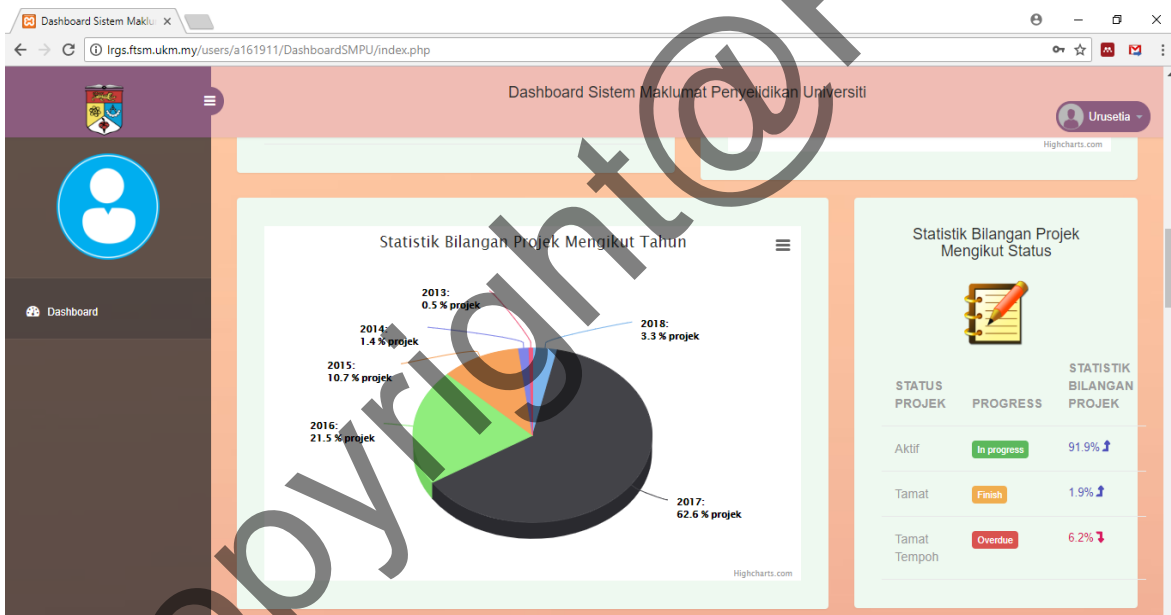 Dashboard Sistem Maklu
lrgs.ftsm.ukm.my/users/a161911/DashboardSMPU/index.php
Dashboard Sistem Maklumat Penyelidikan Universiti
Urusetia
Highcharts.com
Dashboard
Statistik Bilangan Projek Mengikut Tahun
2013:
0.5 % projek
2014:
1.4 % projek
2015:
10.7 % projek
2016:
21.5 % projek
2018:
3.3 % projek
2017:
62.6 % projek
Highcharts.com
Statistik Bilangan Projek
Mengikut Status
STATUS
PROJEK
PROGRESS
STATISTIK
BILANGAN
PROJEK
Aktif
In progress
91.9%
Tamat
Finish
1.9%
Tamat
Tempoh
Overdue
6.2%
opyright@